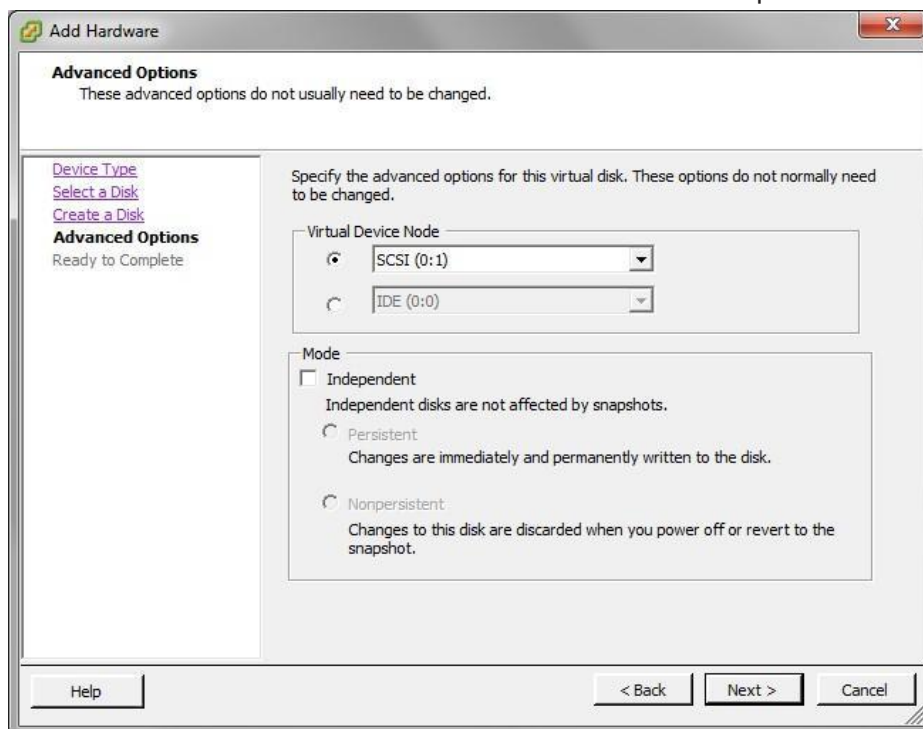 Add Hardware
Advanced Options
These advanced options do not usually need to be changed.
Device Type
Select a Disk
Create a Disk
Advanced Options
Ready to Complete
Specify the advanced options for this virtual disk. These options do not normally need
to be changed.
Virtual Device Node
SCSI (0:1)
IDE (0:0)
Mode
Independent
Independent disks are not affected by snapshots.
Persistent
Changes are immediately and permanently written to the disk.
Nonpersistent
Changes to this disk are discarded when you power off or revert to the
snapshot.
Help
< Back
Next >
Cancel